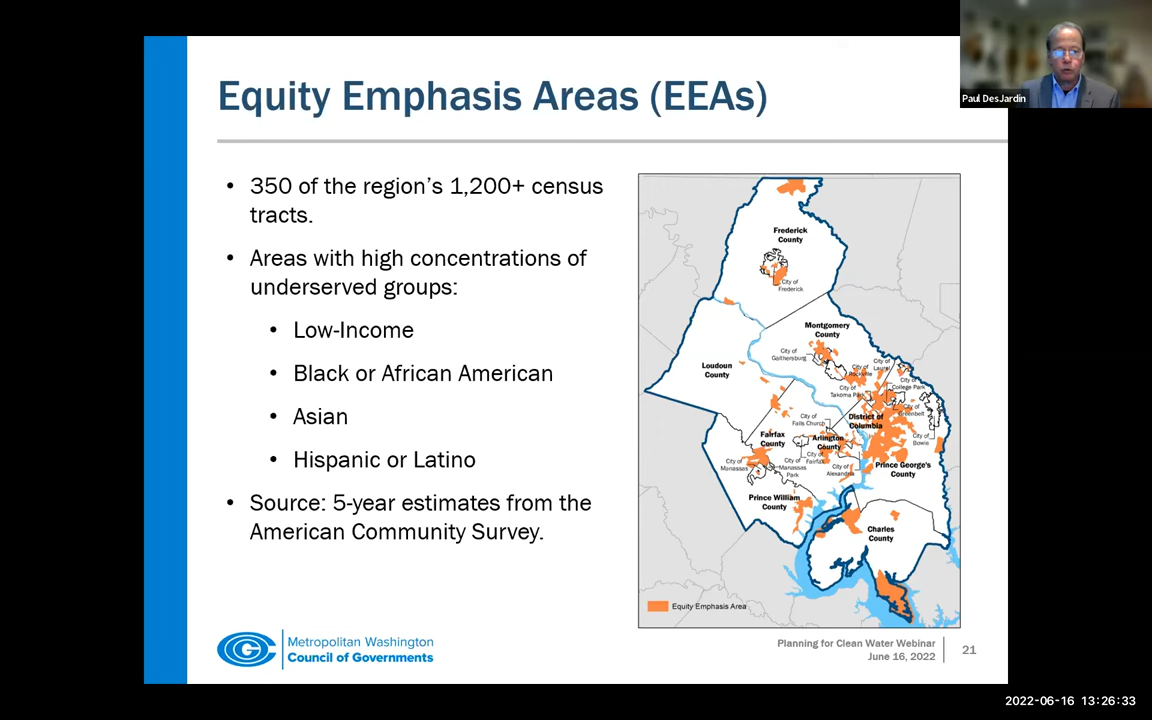 Equity Emphasis Areas (EEAs)
Paul DesJardin
• 350 of the region's 1,200+ census
tracts.
• Areas with high concentrations of
underserved groups:
• Low-Income
• Black or African American
• Asian
• Hispanic or Latino
• Source: 5-year estimates from the
American Community Survey.
Frederick
County
City of
Frederick
Montgomery
County
City of
Gaithersburg
City of
Rockville
City of
Laurel
City of
College Park
City of
Takoma Park
City of
Greenbelt
Loudoun
County
City of
Falls Church
District of
Columbia
City of
Bowie
Fairfax
County
Arlington
County
City of
Fairfax
City of
Manassas
City of
Manassas
Park
City of
Alexandria
Prince George's
County
Prince William
County
Charles
County
Equity Emphasis Area
Metropolitan Washington
Council of Governments
Planning for Clean Water Webinar
June 16, 2022
21
2022-06-16 13:26:33